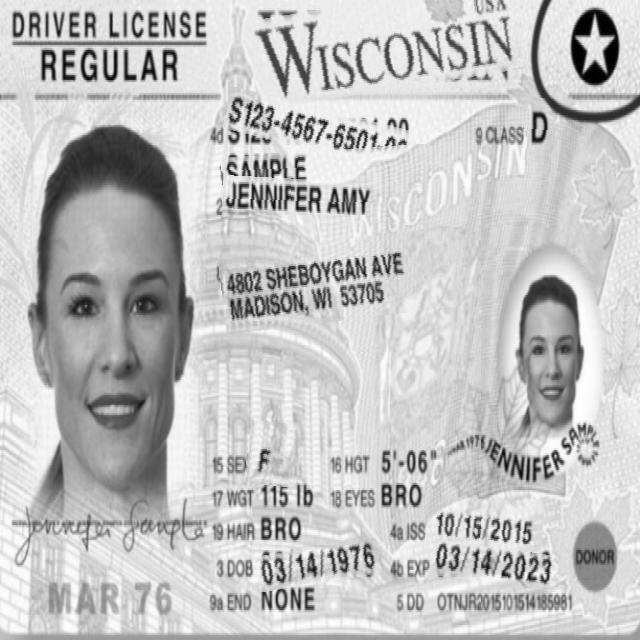 USA
DRIVER LICENSE
REGULAR
WISCONSIN
4d S123-4567-6501
9 CLASS D
1 SAMPLE
2 JENNIFER AMY
WISCONSIN
4802 SHEBOYGAN AVE
MADISON, WI 53705
15 SEX F
16 HGT 5'-06"
JENNIFER SAMPLE
17 WGT 115 lb
18 EYES BRO
Jennifer Sample
19 HAIR BRO
4a ISS 10/15/2015
3 DOB 03/14/1976
4b EXP 03/14/2023
DONOR
MAR 76
9a END NONE
5 DD OTNJR2015101514185981